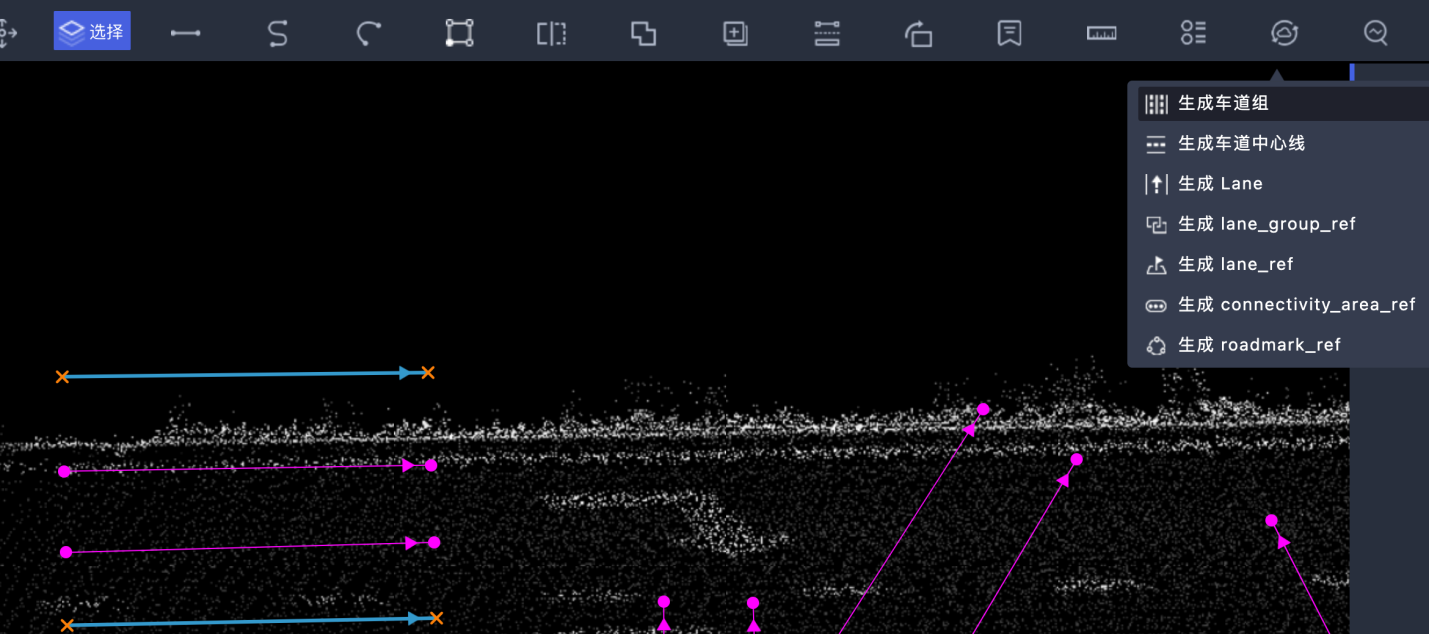 选择
生成车道组
生成车道中心线
生成 Lane
生成 lane_group_ref
生成 lane_ref
生成 connectivity_area_ref
生成 roadmark_ref